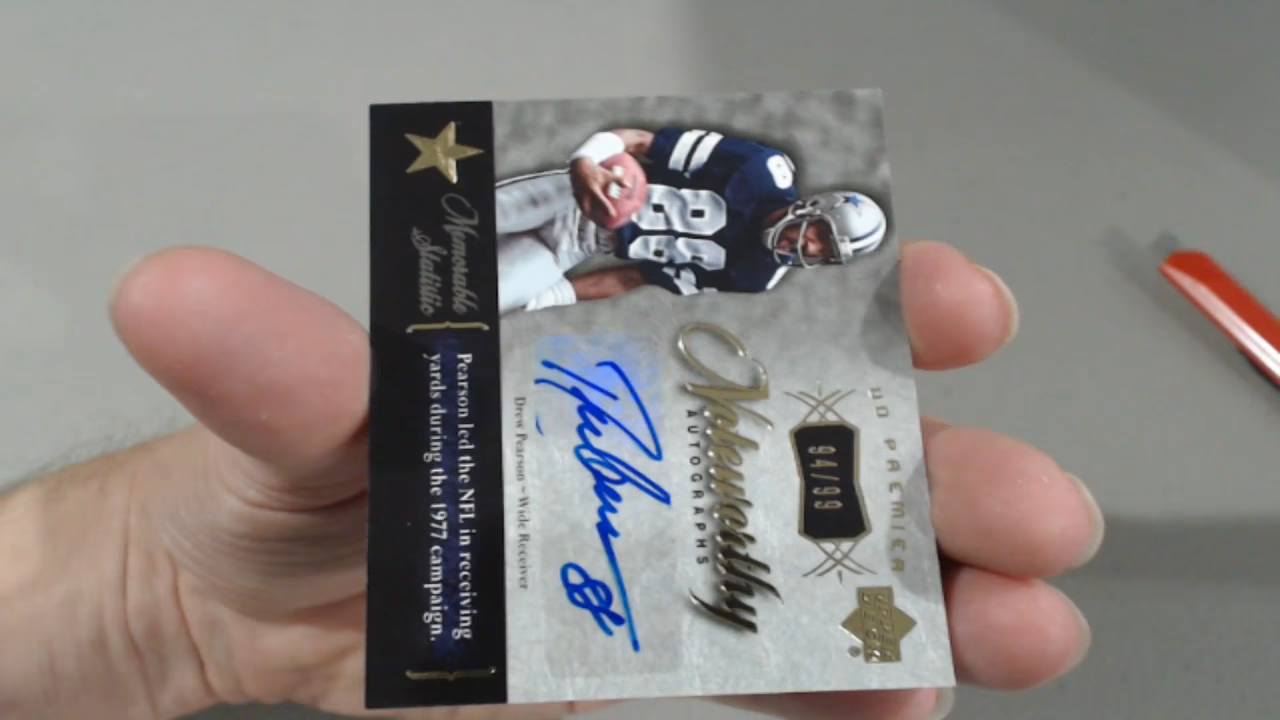 UD PREMIER
UPPER DECK
®
94/99
Noteworthy
AUTOGRAPHS
88
Drew Pearson ~ Wide Receiver
Memorable
Statistic
Pearson led the NFL in receiving
yards during the 1977 campaign.